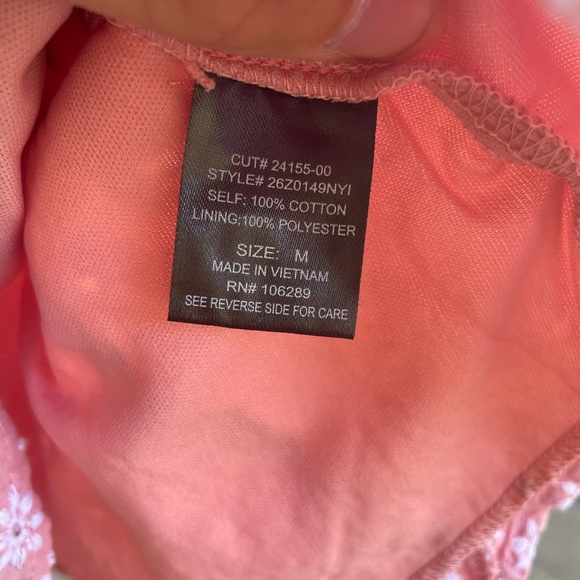 CUT# 24155-00
STYLE# 26Z0149NYI
SELF: 100% COTTON
LINING:100% POLYESTER
SIZE: M
MADE IN VIETNAM
RN# 106289
SEE REVERSE SIDE FOR CARE